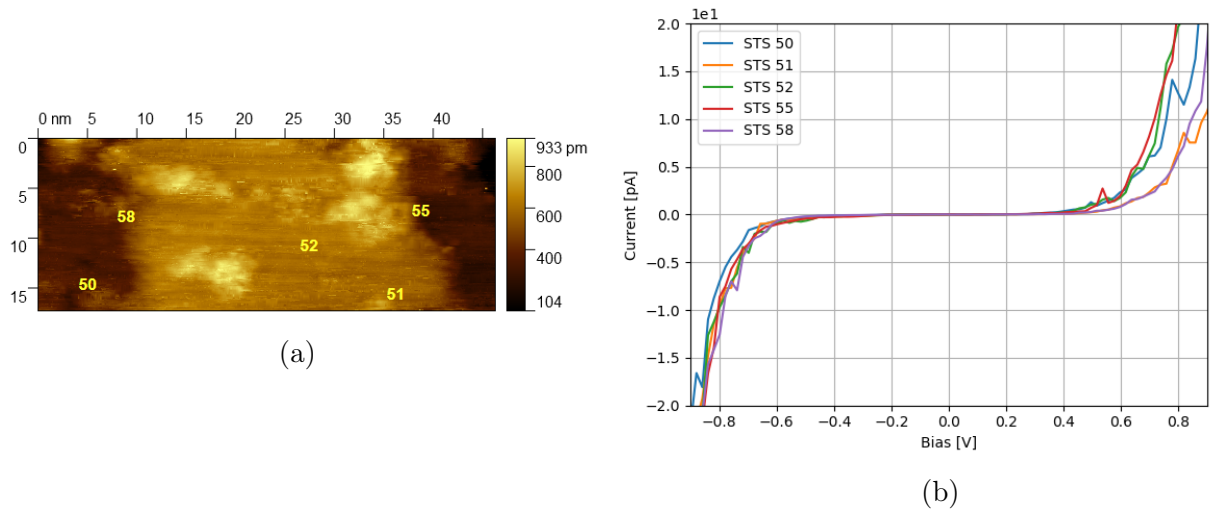 0 nm 5 10 15 20 25 30 35 40
0
5
10
15
933 pm
800
600
400
104
58
55
52
50
51
(a)
1e1
2.0
1.5
1.0
0.5
0.0
−0.5
−1.0
−1.5
−2.0
Current [pA]
STS 50
STS 51
STS 52
STS 55
STS 58
−0.8 −0.6 −0.4 −0.2 0.0 0.2 0.4 0.6 0.8
Bias [V]
(b)